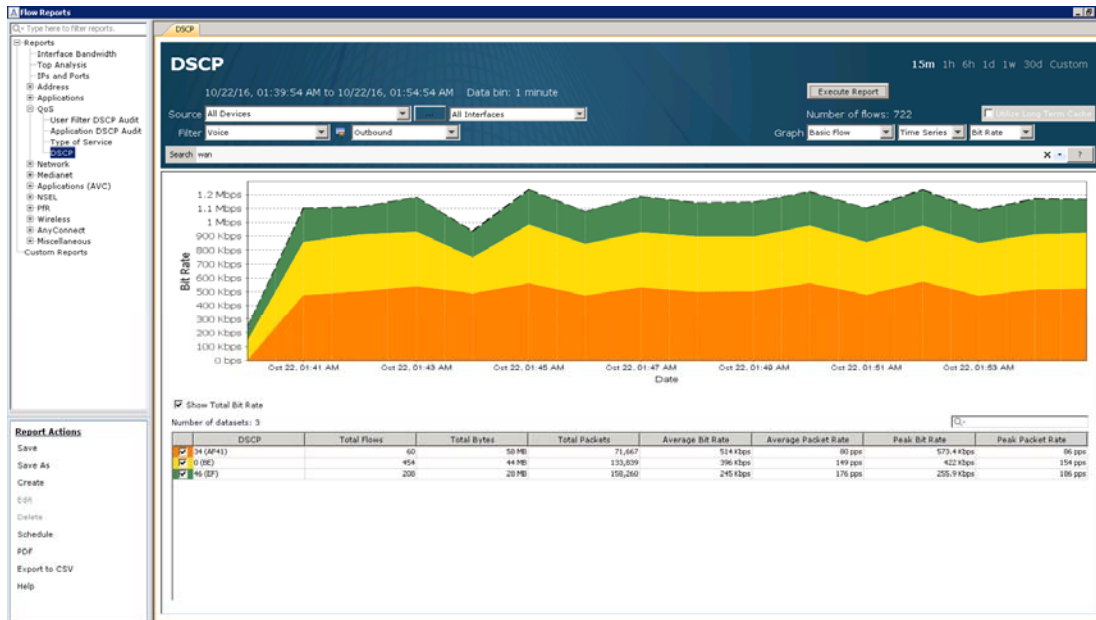 Flow Reports
Type here to filter reports.
Reports
Interface Bandwidth
Top Analysis
IPs and Ports
Address
Applications
QoS
User Filter DSCP Audit
Application DSCP Audit
Type of Service
DSCP
Network
Medianet
Applications (AVC)
NSEL
PfR
Wireless
AnyConnect
Miscellaneous
Custom Reports
Report Actions
Save
Save As
Create
Edit
Delete
Schedule
PDF
Export to CSV
Help
DSCP
DSCP
15m 1h 6h 1d 1w 30d Custom
10/22/16, 01:39:54 AM to 10/22/16, 01:54:54 AM Data bin: 1 minute
Execute Report
Source All Devices ... All Interfaces
Number of flows: 722
Utilize Long Term Cache
Filter Voice Outbound
Graph Basic Flow Time Series Bit Rate
Search wan
X ?
1.2 Mbps
1.1 Mbps
1 Mbps
900 Kbps
800 Kbps
700 Kbps
600 Kbps
500 Kbps
400 Kbps
300 Kbps
200 Kbps
100 Kbps
0 bps
Bit Rate
Oct 22, 01:41 AM Oct 22, 01:43 AM Oct 22, 01:45 AM Oct 22, 01:47 AM Oct 22, 01:49 AM Oct 22, 01:51 AM Oct 22, 01:53 AM
Date
Show Total Bit Rate
Number of datasets: 3
DSCP Total Flows Total Bytes Total Packets Average Bit Rate Average Packet Rate Peak Bit Rate Peak Packet Rate
34 (AF41) 60 58 MB 71,667 514 Kbps 80 pps 573.4 Kbps 86 pps
0 (BE) 454 44 MB 133,839 396 Kbps 149 pps 422 Kbps 154 pps
46 (EF) 208 28 MB 158,260 245 Kbps 176 pps 255.9 Kbps 186 pps